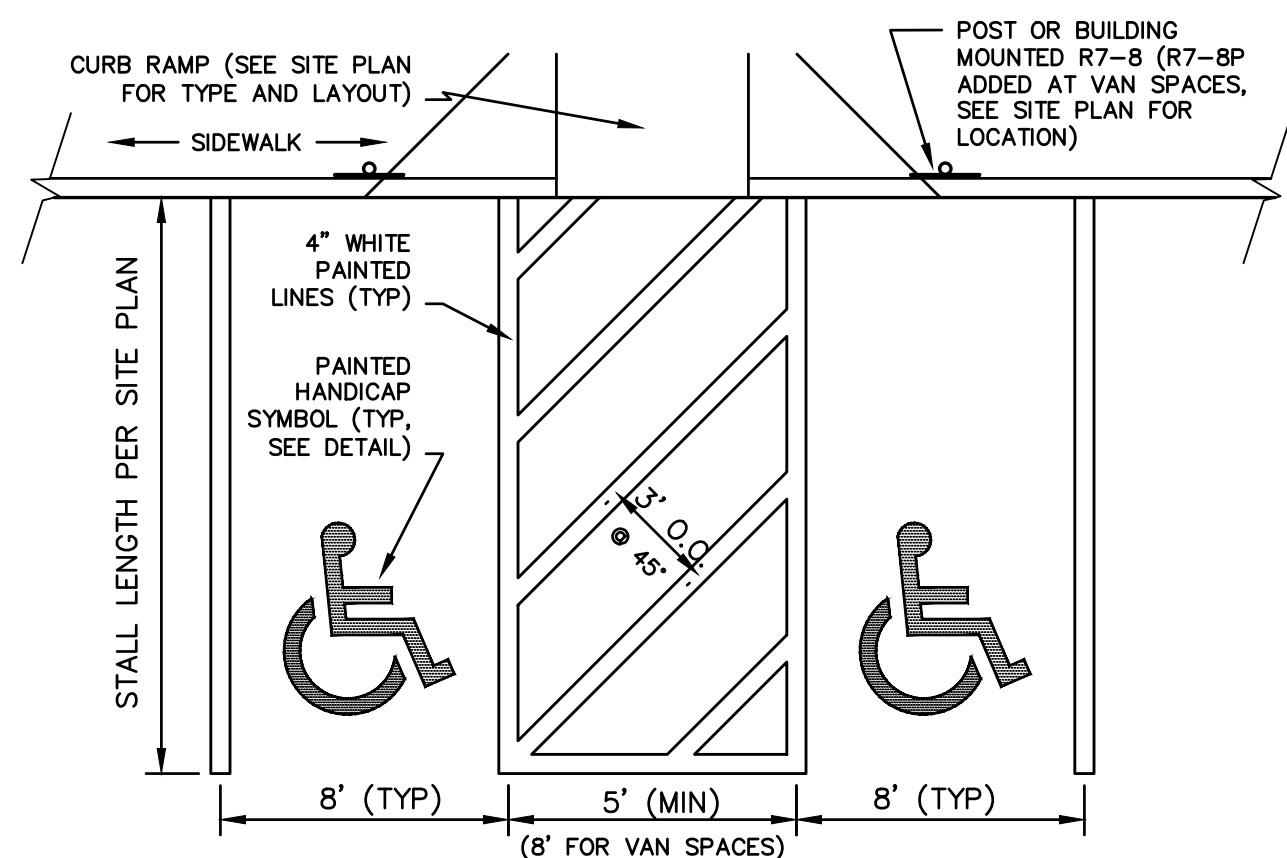 CURB RAMP (SEE SITE PLAN
FOR TYPE AND LAYOUT)
SIDEWALK
POST OR BUILDING
MOUNTED R7-8 (R7-8P
ADDED AT VAN SPACES,
SEE SITE PLAN FOR
LOCATION)
4" WHITE
PAINTED
LINES (TYP)
PAINTED
HANDICAP
SYMBOL (TYP,
SEE DETAIL)
STALL LENGTH PER SITE PLAN
3' O.C.
@ 45°
8' (TYP)
5' (MIN)
8' (TYP)
(8' FOR VAN SPACES)